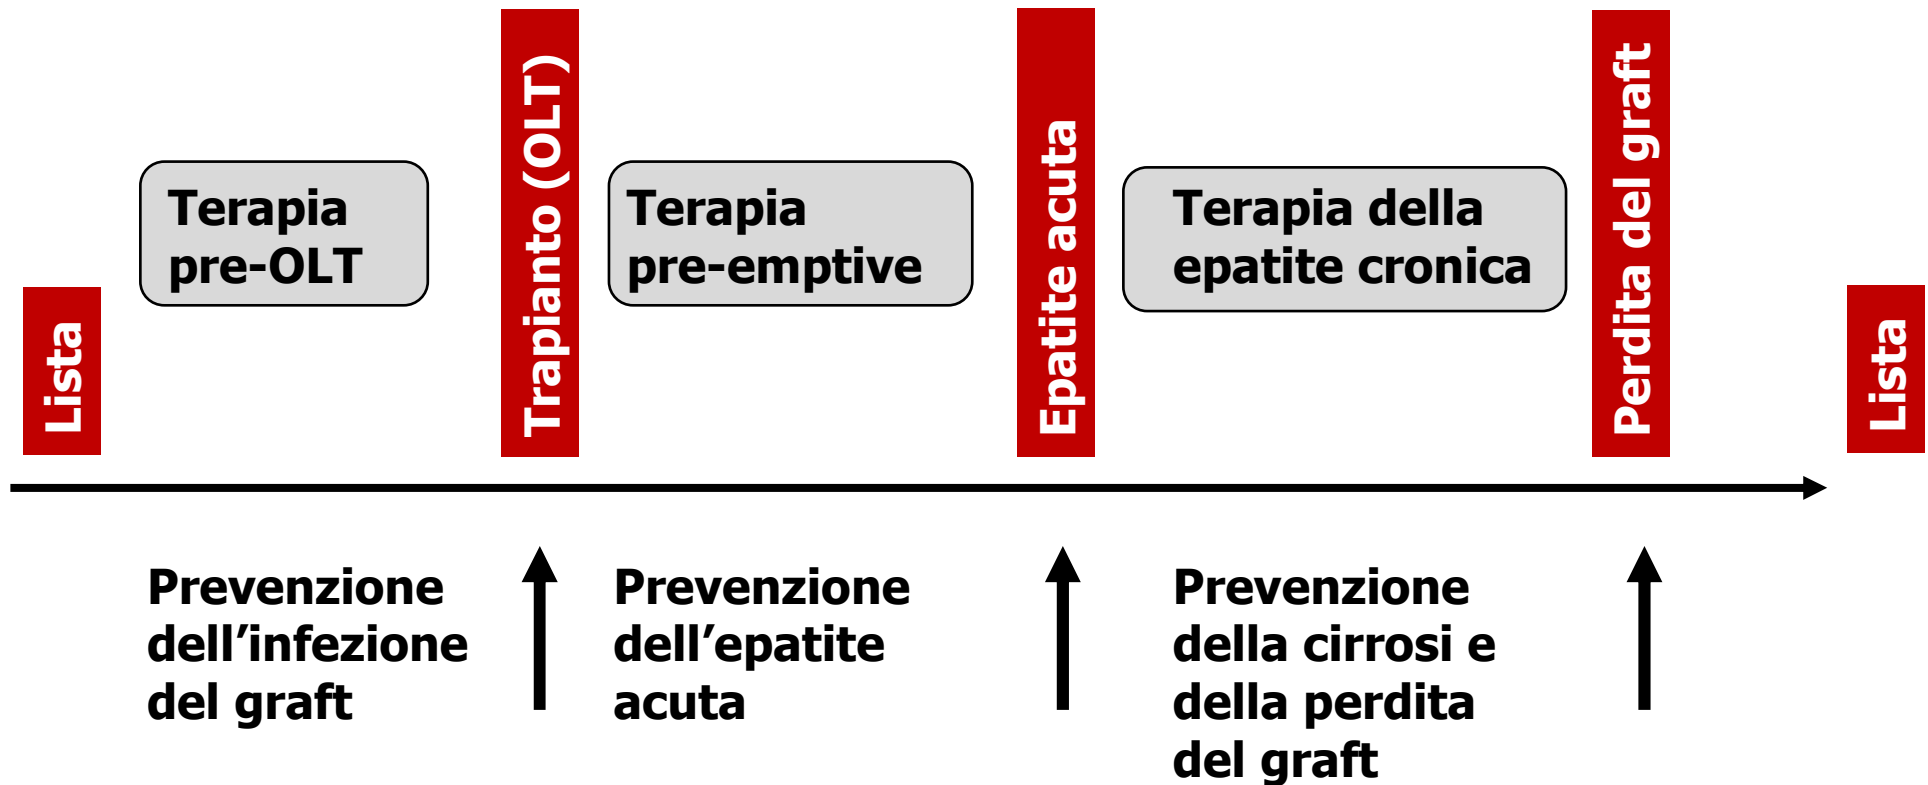 Lista
Terapia
pre-OLT
Trapianto (OLT)
Terapia
pre-emptive
Epatite acuta
Terapia della
epatite cronica
Perdita del graft
Lista
Prevenzione
dell’infezione
del graft
Prevenzione
dell’epatite
acuta
Prevenzione
della cirrosi e
della perdita
del graft